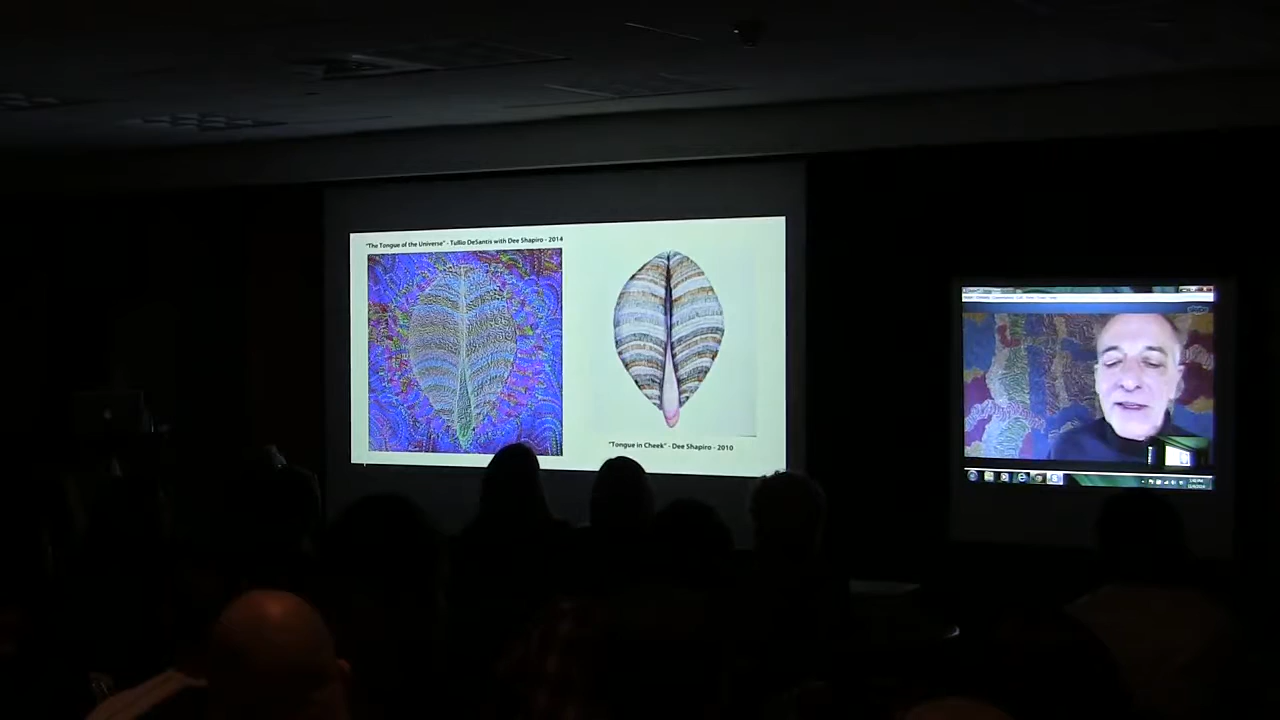 "The Tongue of the Universe" - Tullio DeSantis with Dee Shapiro - 2014
"Tongue in Cheek" - Dee Shapiro - 2010